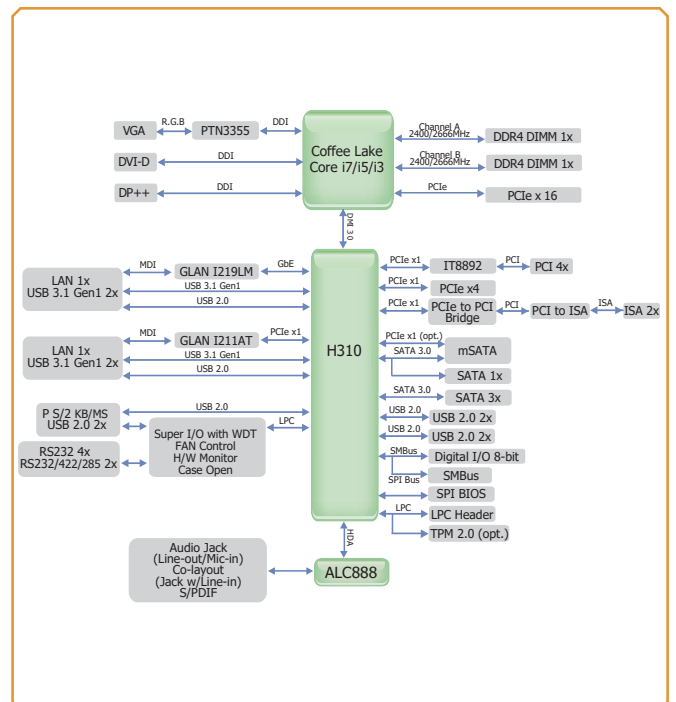 VGA
R.G.B
PTN3355
DDI
DVI-D
DDI
DP++
DDI
Coffee Lake
Core i7/i5/i3
Channel A
2400/2666MHz
DDR4 DIMM 1x
Channel B
2400/2666MHz
DDR4 DIMM 1x
PCIe
PCIe x 16
DMI 3.0
LAN 1x
USB 3.1 Gen1 2x
MDI
GLAN I219LM
GbE
USB 3.1 Gen1
USB 2.0
LAN 1x
USB 3.1 Gen1 2x
MDI
GLAN I211AT
PCIe x1
USB 3.1 Gen1
USB 2.0
P S/2 KB/MS
USB 2.0 2x
USB 2.0
RS232 4x
RS232/422/285 2x
Super I/O with WDT
FAN Control
H/W Monitor
Case Open
LPC
H310
PCIe x1
IT8892
PCI
PCI 4x
PCIe x1
PCIe x4
PCIe x1
PCIe to PCI
Bridge
PCI
PCI to ISA
ISA
ISA 2x
PCIe x1 (opt.)
SATA 3.0
mSATA
SATA 1x
SATA 3.0
SATA 3x
USB 2.0
USB 2.0 2x
USB 2.0
USB 2.0 2x
SMBus
Digital I/O 8-bit
SMBus
SPI Bus
SPI BIOS
LPC
LPC Header
TPM 2.0 (opt.)
HDA
Audio Jack
(Line-out/Mic-in)
Co-layout
(Jack w/Line-in)
S/PDIF
ALC888